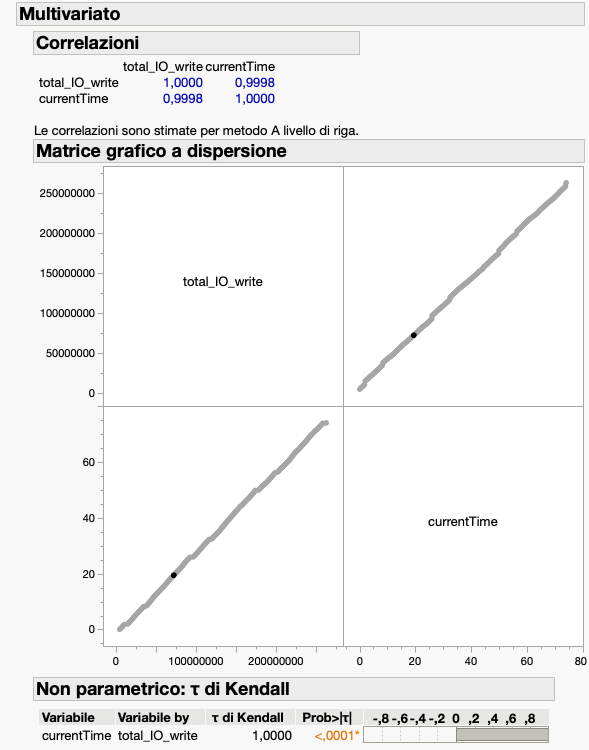 Multivariato
Correlazioni
total_IO_write currentTime
total_IO_write 1,0000 0,9998
currentTime 0,9998 1,0000
Le correlazioni sono stimate per metodo A livello di riga.
Matrice grafico a dispersione
250000000
200000000
150000000
100000000
50000000
0
total_IO_write
60
40
20
0
currentTime
0 100000000 200000000 0 20 40 60 80
Non parametrico: τ di Kendall
Variabile Variabile by τ di Kendall Prob>|τ| -,8 -,6 -,4 -,2 0 ,2 ,4 ,6 ,8
currentTime total_IO_write 1,0000 <,0001*